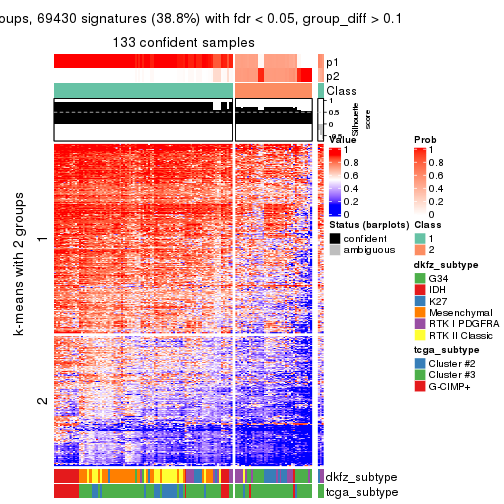 oups, 69430 signatures (38.8%) with fdr < 0.05, group_diff > 0.1
133 confident samples
p1
p2
Class
1
0.5
0
-0.5
Silhouette
score
k-means with 2 groups
1
2
Value
1
0.8
0.6
0.4
0.2
0
Prob
1
0.8
0.6
0.4
0.2
0
Status (barplots)
confident
ambiguous
Class
1
2
dkfz_subtype
G34
IDH
K27
Mesenchymal
RTK I PDGFRA
RTK II Classic
tcga_subtype
Cluster #2
Cluster #3
G-CIMP+
dkfz_subtype
tcga_subtype